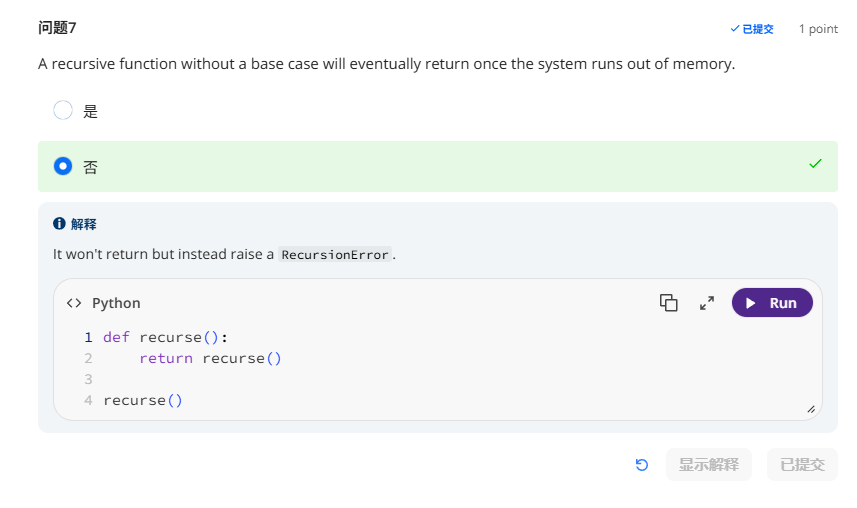 问题7
已提交 1 point
A recursive function without a base case will eventually return once the system runs out of memory.
是
否
解释
It won't return but instead raise a RecursionError.
<> Python
Run
1 def recurse():
2     return recurse()
3
4 recurse()
显示解释 已提交